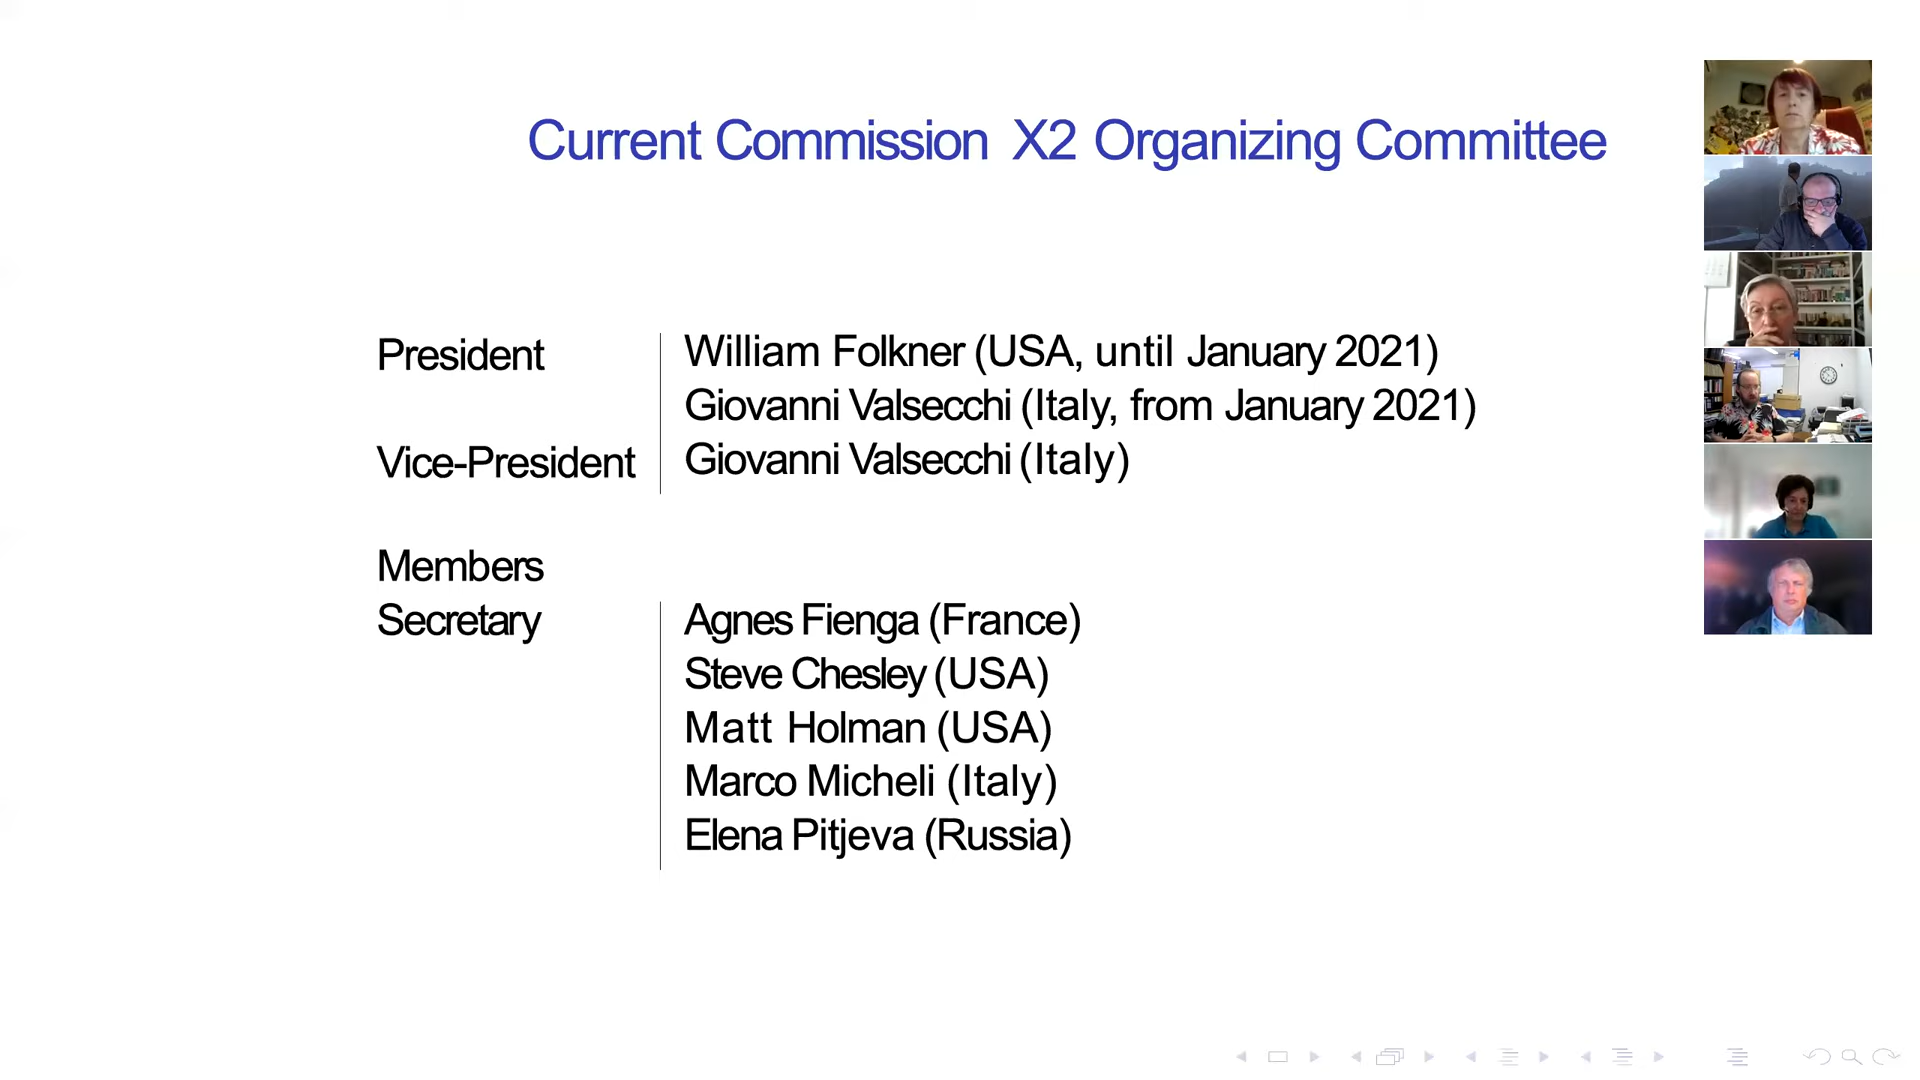 Current Commission X2 Organizing Committee
President William Folkner (USA, until January 2021)
Giovanni Valsecchi (Italy, from January 2021)
Vice-President Giovanni Valsecchi (Italy)
Members
Secretary Agnes Fienga (France)
Steve Chesley (USA)
Matt Holman (USA)
Marco Micheli (Italy)
Elena Pitjeva (Russia)